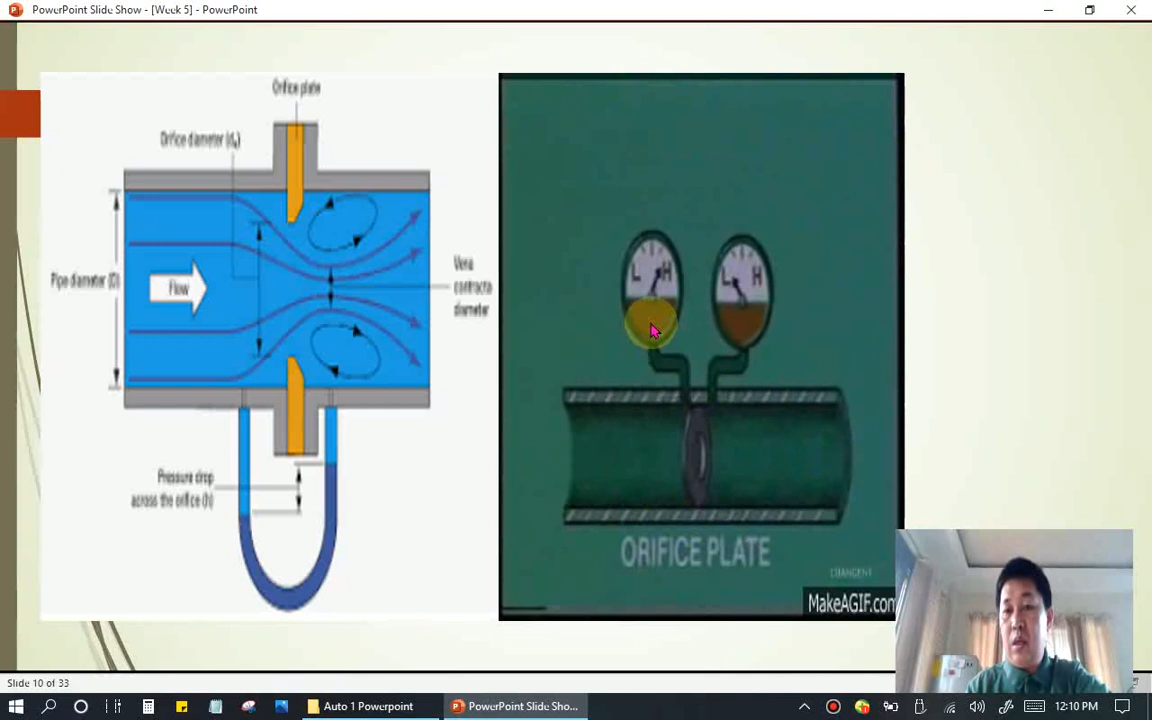 PowerPoint Slide Show - [Week 5] - PowerPoint
Orifice plate
Orifice diameter (d₀)
Pipe diameter (D)
Flow
Vena
contracta
diameter
Pressure drop
across the orifice (h)
L H
L H
ORIFICE PLATE
MakeAGIF.com
Slide 10 of 33
Auto 1 Powerpoint
PowerPoint Slide Sho...
12:10 PM